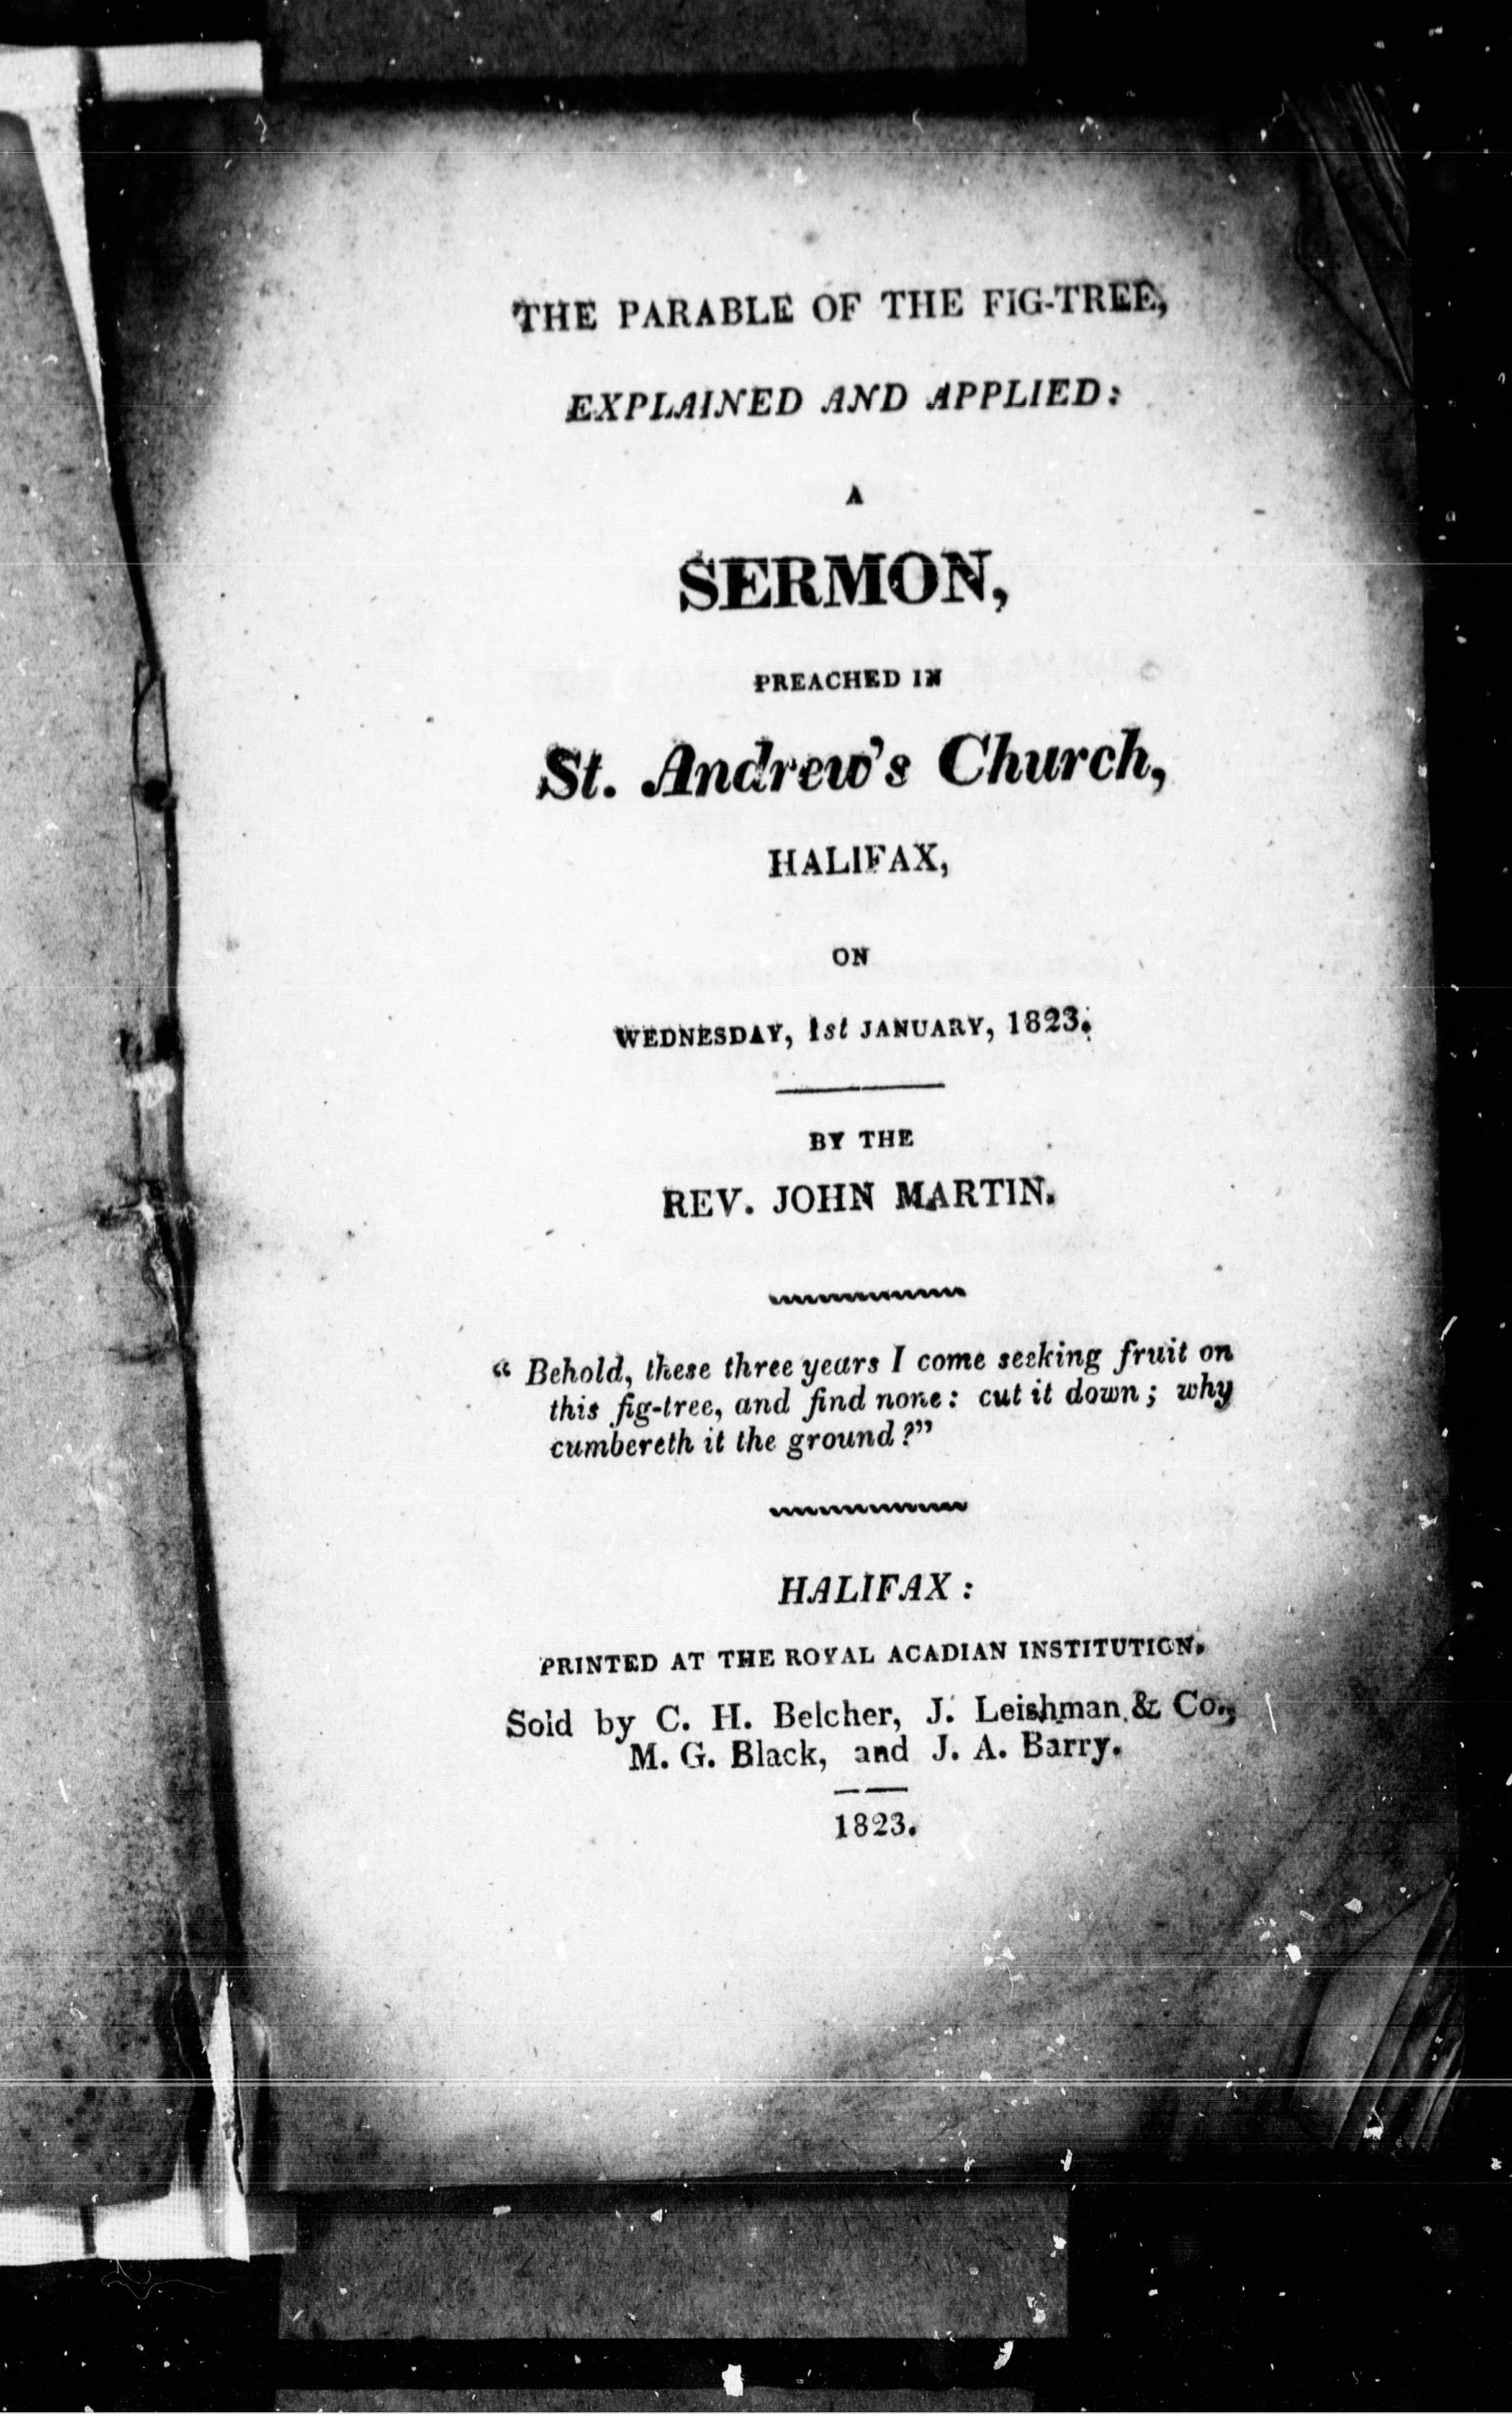 THE PARABLE OF THE FIG-TREE,
EXPLAINED AND APPLIED:
A
SERMON,
PREACHED IN
St. Andrew's Church,
HALIFAX,
ON
WEDNESDAY, 1st JANUARY, 1823.
BY THE
REV. JOHN MARTIN.
“ Behold, these three years I come seeking fruit on
this fig-tree, and find none: cut it down; why
cumbereth it the ground?”
HALIFAX:
PRINTED AT THE ROYAL ACADIAN INSTITUTION.
Sold by C. H. Belcher, J. Leishman & Co.,
M. G. Black, and J. A. Barry.
1823.